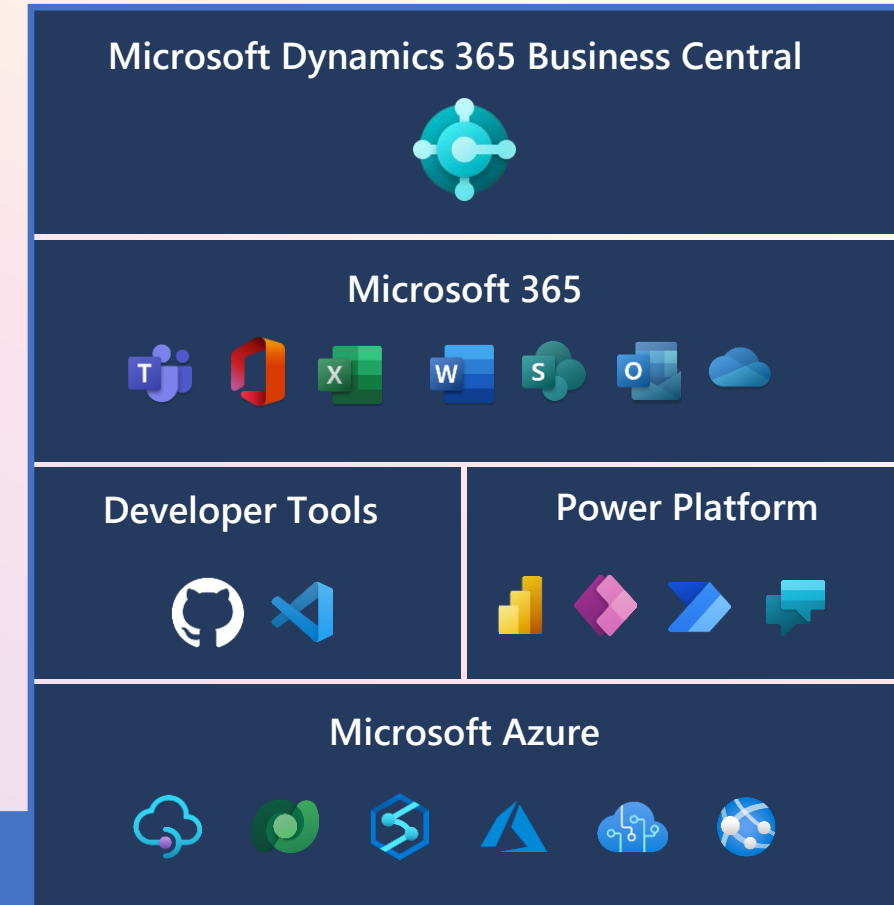 Microsoft Dynamics 365 Business Central
Microsoft 365
T
X
W
S
O
Developer Tools
Power Platform
Microsoft Azure